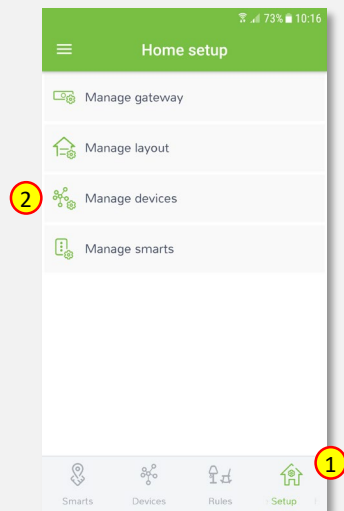 73% 10:16
Home setup
Manage gateway
Manage layout
2 Manage devices
Manage smarts
1
Smarts Devices Rules Setup